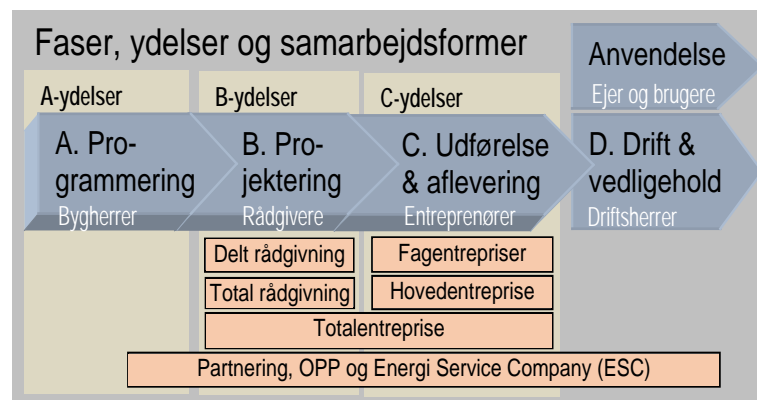 Faser, ydelser og samarbejdsformer
Anvendelse
Ejer og brugere
A-ydelser
B-ydelser
C-ydelser
A. Pro-
grammering
Bygherrer
B. Pro-
jektering
Rådgivere
C. Udførelse
& aflevering
Entreprenører
D. Drift &
vedligehold
Driftsherrer
Delt rådgivning
Fagentrepriser
Total rådgivning
Hovedentreprise
Totalentreprise
Partnering, OPP og Energi Service Company (ESC)